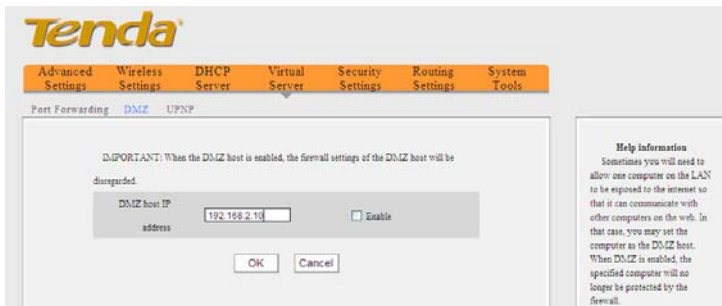 Tenda
Advanced Settings
Wireless Settings
DHCP Server
Virtual Server
Security Settings
Routing Settings
System Tools
Port Forwarding DMZ UPNP
IMPORTANT: When the DMZ host is enabled, the firewall settings of the DMZ host will be
disregarded.
DMZ host IP
address
192.168.2.10
Enable
OK Cancel
Help information
Sometimes you will need to
allow one computer on the LAN
to be exposed to the internet so
that it can communicate with
other computers on the web. In
that case, you may set the
computer as the DMZ host.
When DMZ is enabled, the
specified computer will no
longer be protected by the
firewall.